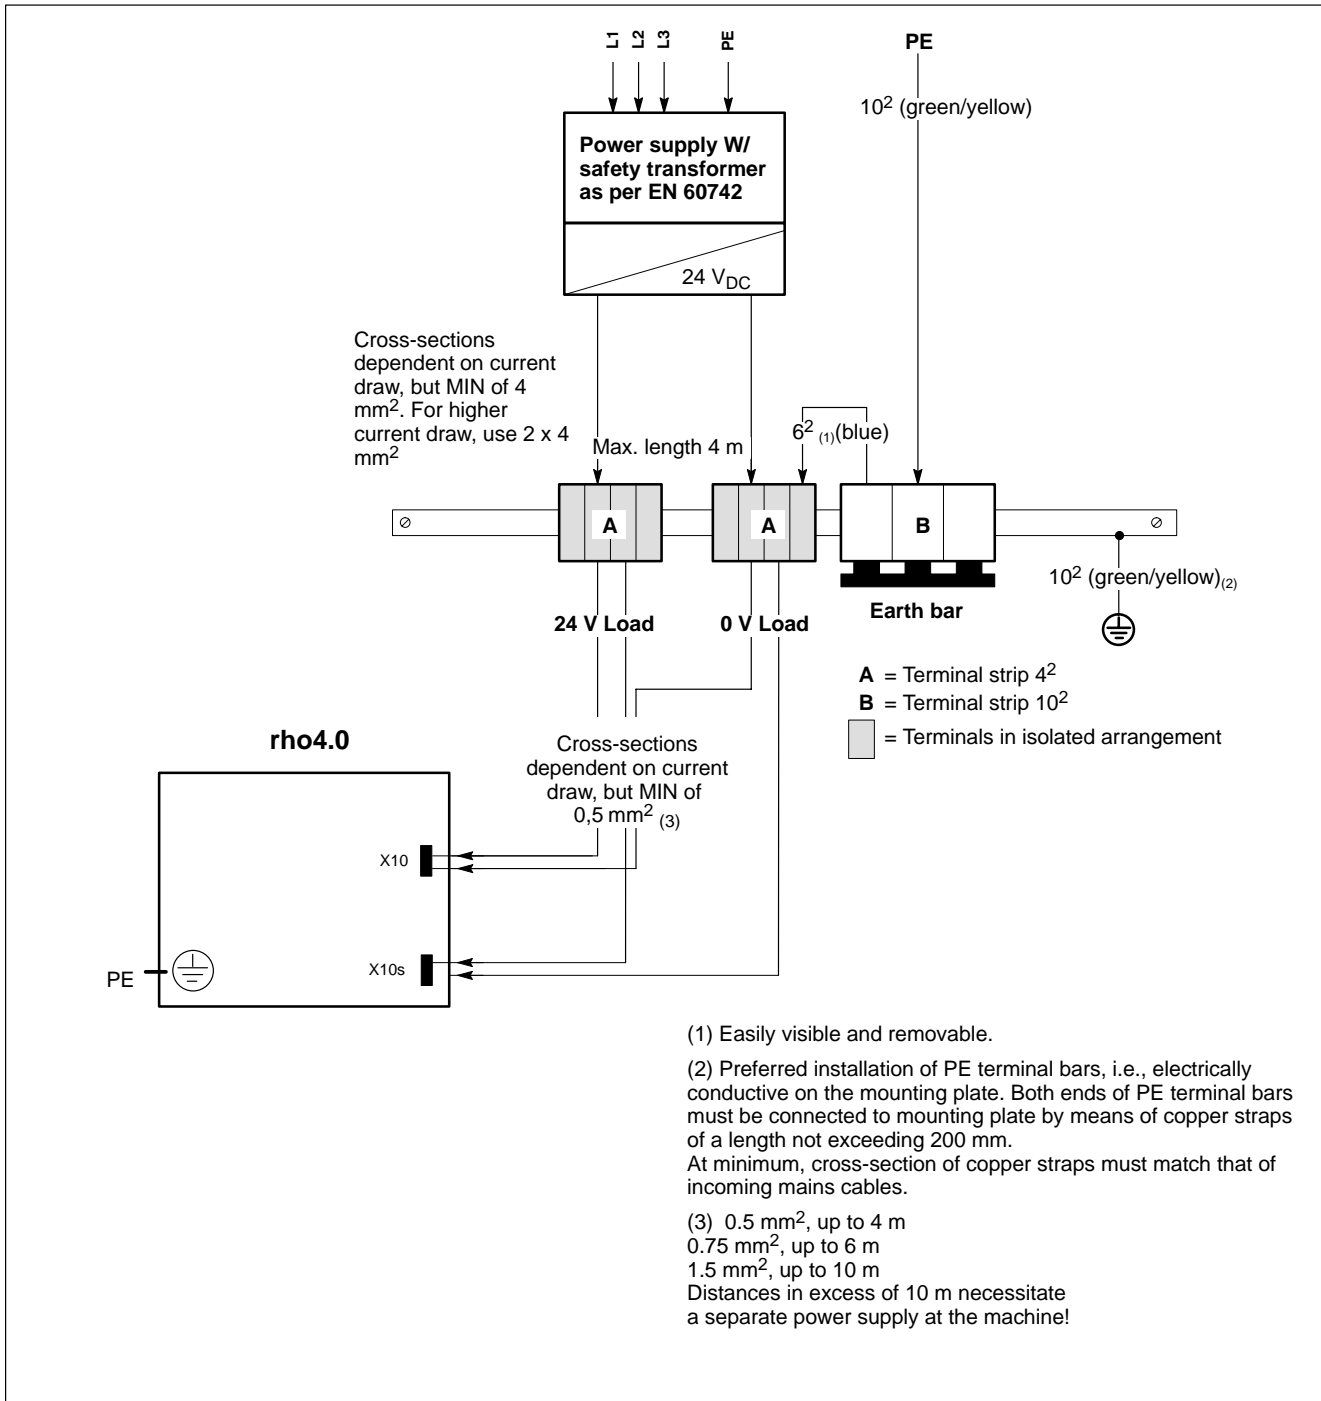 L1
L2
L3
PE
PE
10² (green/yellow)
Power supply W/
safety transformer
as per EN 60742
24 V_DC
Cross-sections
dependent on current
draw, but MIN of 4
mm². For higher
current draw, use 2 x 4
mm²
Max. length 4 m
6² (1)(blue)
A
A
B
10² (green/yellow)(2)
Earth bar
24 V Load
0 V Load
A = Terminal strip 4²
B = Terminal strip 10²
= Terminals in isolated arrangement
rho4.0
Cross-sections
dependent on current
draw, but MIN of
0,5 mm² (3)
X10
X10s
PE
(1) Easily visible and removable.
(2) Preferred installation of PE terminal bars, i.e., electrically
conductive on the mounting plate. Both ends of PE terminal bars
must be connected to mounting plate by means of copper straps
of a length not exceeding 200 mm.
At minimum, cross-section of copper straps must match that of
incoming mains cables.
(3) 0.5 mm², up to 4 m
0.75 mm², up to 6 m
1.5 mm², up to 10 m
Distances in excess of 10 m necessitate
a separate power supply at the machine!